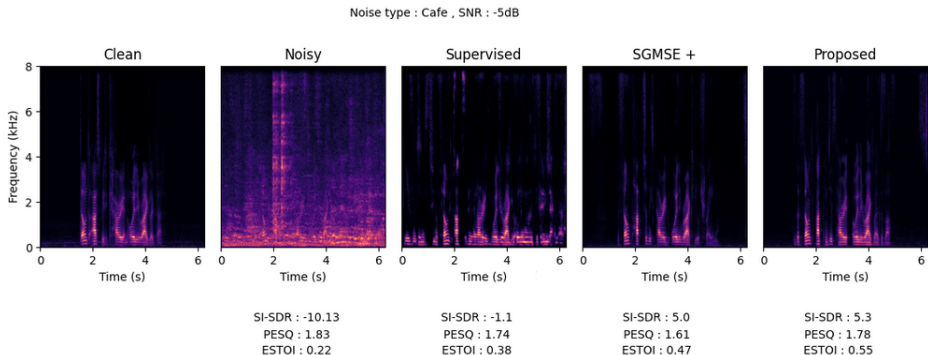 Noise type : Cafe , SNR : -5dB
Clean
Noisy
Supervised
SGMSE +
Proposed
Frequency (kHz)
8
6
4
2
0
0 2 4 6
0 2 4 6
0 2 4 6
0 2 4 6
0 2 4 6
Time (s)
Time (s)
Time (s)
Time (s)
Time (s)
SI-SDR : -10.13
PESQ : 1.83
ESTOI : 0.22
SI-SDR : -1.1
PESQ : 1.74
ESTOI : 0.38
SI-SDR : 5.0
PESQ : 1.61
ESTOI : 0.47
SI-SDR : 5.3
PESQ : 1.78
ESTOI : 0.55